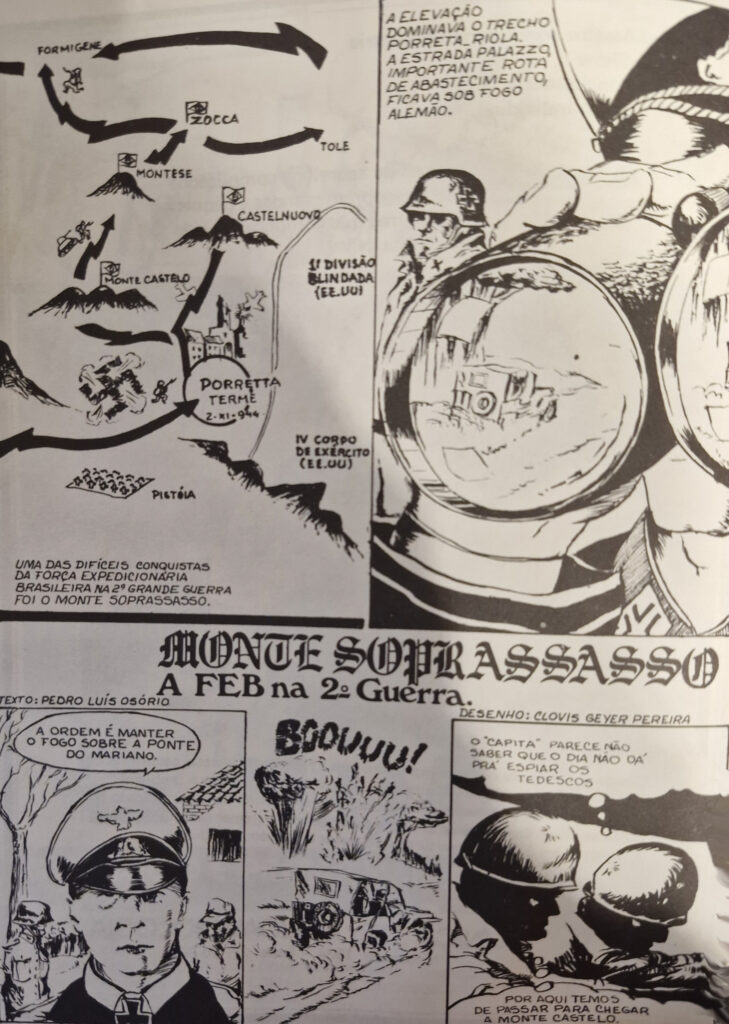 FORMIGENE
ZOCCA
TOLE
MONTESE
CASTELNUOVO
MONTE CASTELO
1ª DIVISÃO
BLINDADA
(EE.UU)
PORRETTA
TERME
2-XI-944
IV CORPO
DE EXÉRCITO
(EE.UU)
PISTÓIA
UMA DAS DIFÍCEIS CONQUISTAS
DA FORÇA EXPEDICIONÁRIA
BRASILEIRA NA 2ª GRANDE GUERRA
FOI O MONTE SOPRASSASSO.
A ELEVAÇÃO
DOMINAVA O TRECHO
PORRETA_RIOLA.
A ESTRADA PALAZZO,
IMPORTANTE ROTA
DE ABASTECIMENTO,
FICAVA SOB FOGO
ALEMÃO.
MONTE SOPRASSASSO
A FEB na 2ª Guerra.
TEXTO: PEDRO LUÍS OSÓRIO
DESENHO: CLOVIS GEYER PEREIRA
A ORDEM É MANTER
O FOGO SOBRE A PONTE
DO MARIANO.
BOOUUU!
O "CAPITA" PARECE NÃO
SABER QUE O DIA NÃO DÁ
PRÁ ESPIAR OS
TEDESCOS
POR AQUI TEMOS
DE PASSAR PARA CHEGAR
A MONTE CASTELO.